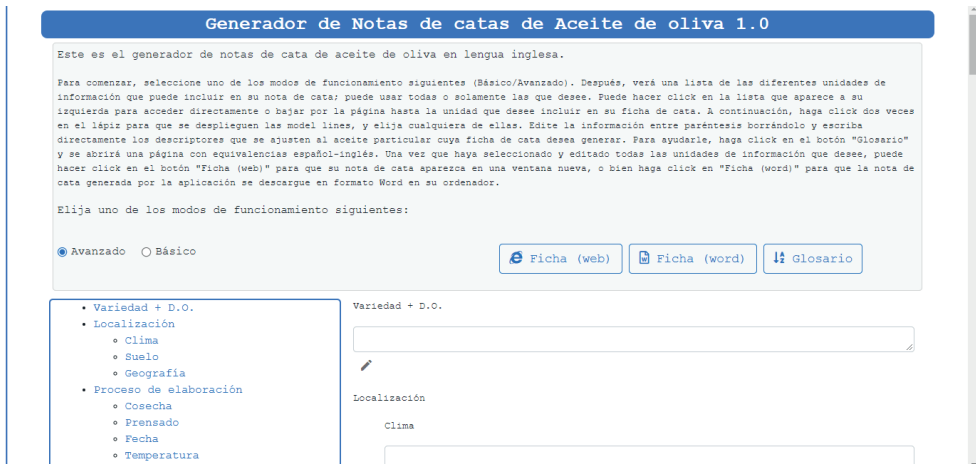 Generador de Notas de catas de Aceite de oliva 1.0
Este es el generador de notas de cata de aceite de oliva en lengua inglesa.
Para comenzar, seleccione uno de los modos de funcionamiento siguientes (Básico/Avanzado). Después, verá una lista de las diferentes unidades de
información que puede incluir en su nota de cata; puede usar todas o solamente las que desee. Puede hacer click en la lista que aparece a su
izquierda para acceder directamente o bajar por la página hasta la unidad que desee incluir en su ficha de cata. A continuación, haga click dos veces
en el lápiz para que se desplieguen las model lines, y elija cualquiera de ellas. Edite la información entre paréntesis borrándolo y escriba
directamente los descriptores que se ajusten al aceite particular cuya ficha de cata desea generar. Para ayudarle, haga click en el botón "Glosario"
y se abrirá una página con equivalencias español-inglés. Una vez que haya seleccionado y editado todas las unidades de información que desee, puede
hacer click en el botón "Ficha (web)" para que su nota de cata aparezca en una ventana nueva, o bien haga click en "Ficha (word)" para que la nota de
cata generada por la aplicación se descargue en formato Word en su ordenador.
Elija uno de los modos de funcionamiento siguientes:
Avanzado Básico Ficha (web) Ficha (word) Glosario
Variedad + D.O.
Localización
Clima
Suelo
Geografía
Proceso de elaboración
Cosecha
Prensado
Fecha
Temperatura
Variedad + D.O.
Localización
Clima